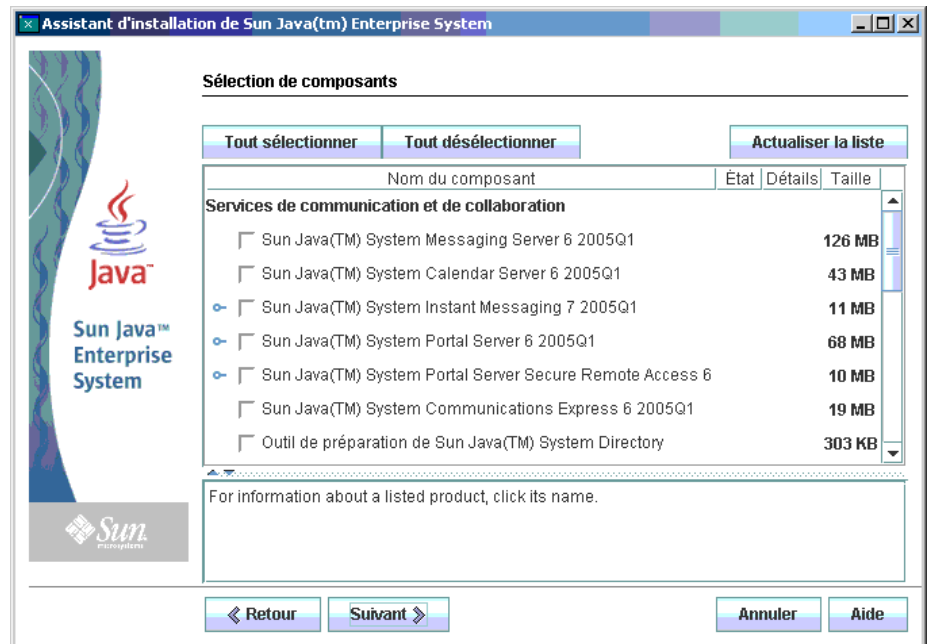 Assistant d'installation de Sun Java(tm) Enterprise System
Sélection de composants
Tout sélectionner
Tout désélectionner
Actualiser la liste
Nom du composant
État
Détails
Taille
Services de communication et de collaboration
Sun Java(TM) System Messaging Server 6 2005Q1 126 MB
Sun Java(TM) System Calendar Server 6 2005Q1 43 MB
Sun Java(TM) System Instant Messaging 7 2005Q1 11 MB
Sun Java(TM) System Portal Server 6 2005Q1 68 MB
Sun Java(TM) System Portal Server Secure Remote Access 6 10 MB
Sun Java(TM) System Communications Express 6 2005Q1 19 MB
Outil de préparation de Sun Java(TM) System Directory 303 KB
For information about a listed product, click its name.
Java™
Sun Java™
Enterprise
System
Sun
microsystems
Retour
Suivant
Annuler
Aide